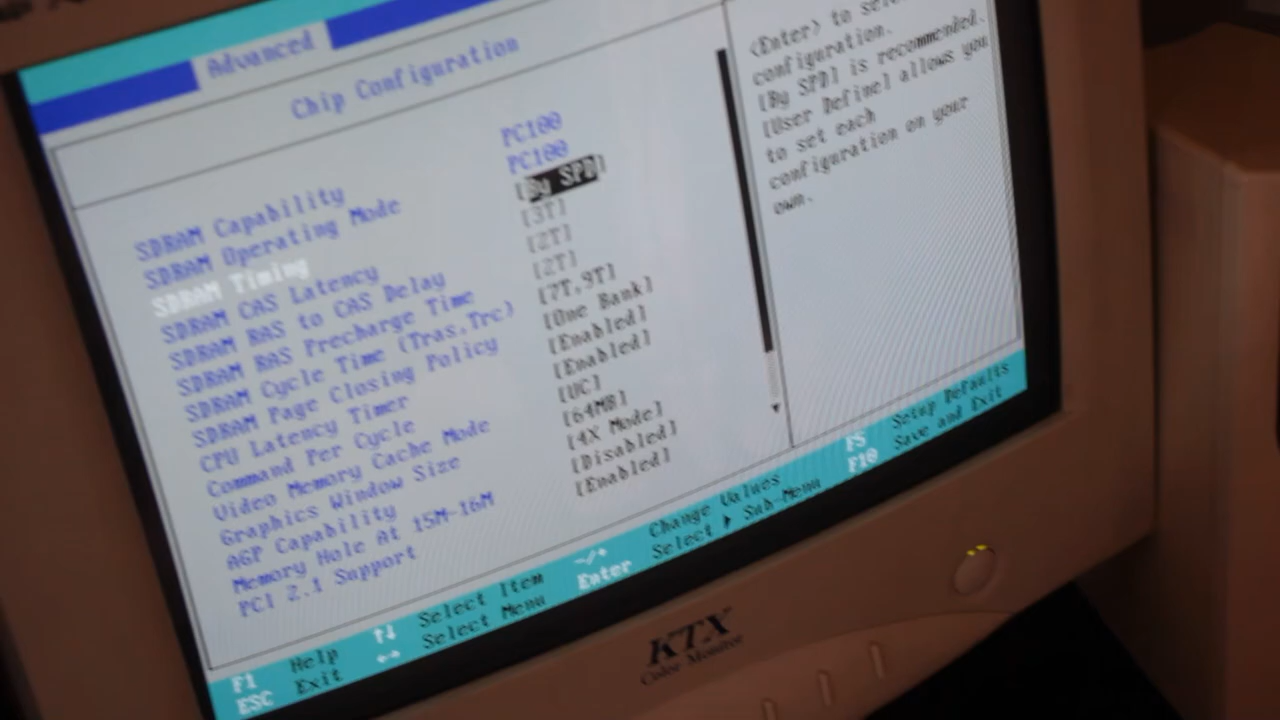 Advanced
Chip Configuration
SDRAM Capability PC100
SDRAM Operating Mode PC100
SDRAM Timing [By SPD]
SDRAM CAS Latency [3T]
SDRAM RAS to CAS Delay [2T]
SDRAM RAS Precharge Time [2T]
SDRAM Cycle Time (Tras,Trc) [7T,9T]
SDRAM Page Closing Policy [One Bank]
CPU Latency Timer [Enabled]
Command Per Cycle [Enabled]
Video Memory Cache Mode [UC]
Graphics Window Size [64MB]
AGP Capability [4X Mode]
Memory Hole At 15M-16M [Disabled]
PCI 2.1 Support [Enabled]
<Enter> to
configuration.
[By SPD] is recommended.
[User Define] allows you
to set each
configuration on your
own.
F1 Help ↑↓ Select Item -/+ Change Values F5 Setup Defaults
ESC Exit ←→ Select Menu Enter Select ▶ Sub-Menu F10 Save and Exit
KTX
Color Monitor